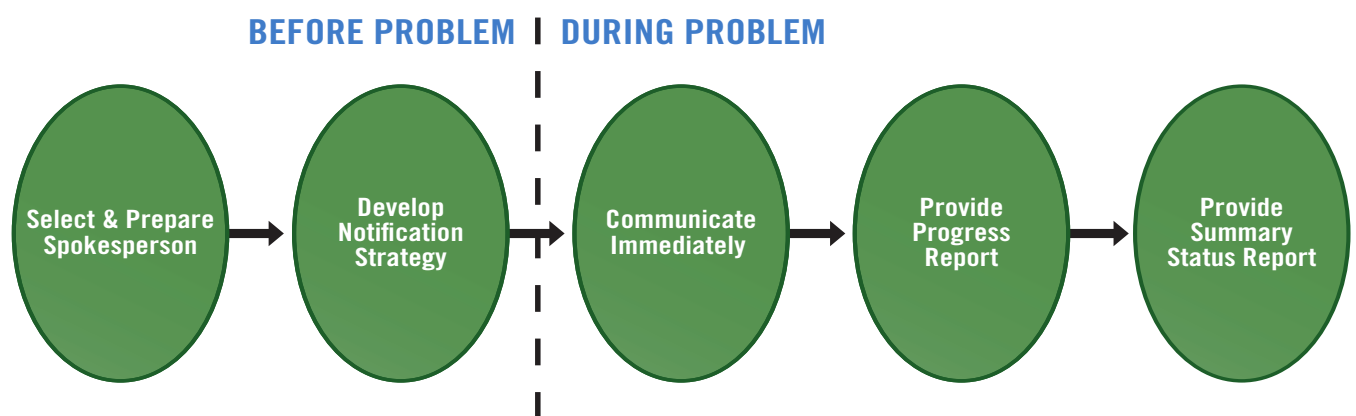 BEFORE PROBLEM
DURING PROBLEM
Select & Prepare
Spokesperson
Develop
Notification
Strategy
Communicate
Immediately
Provide
Progress
Report
Provide
Summary
Status Report